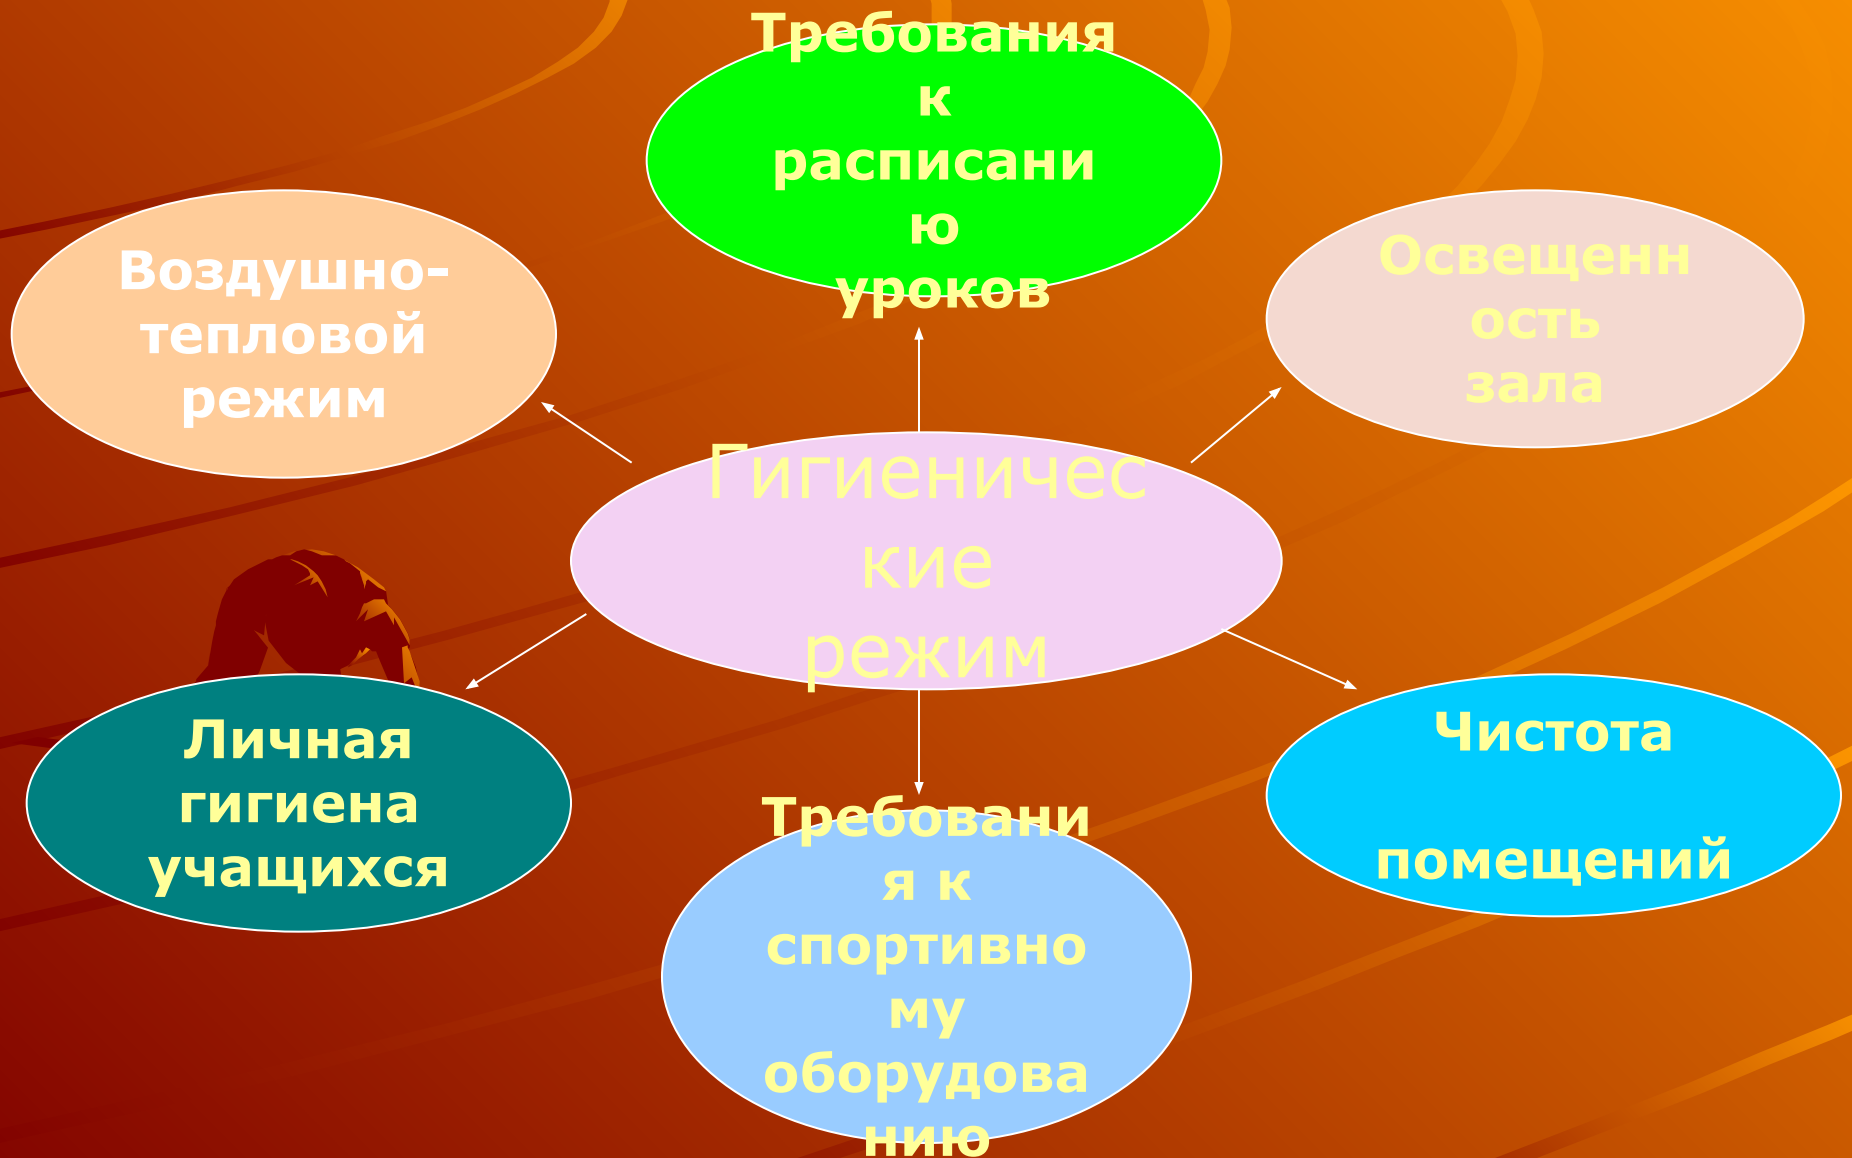 Требования
к
расписани
ю
уроков
Воздушно-
тепловой
режим
Освещенн
ость
зала
Гигиеничес
кие
режим
Личная
гигиена
учащихся
Чистота
помещений
Требовани
я к
спортивно
му
оборудова
нию